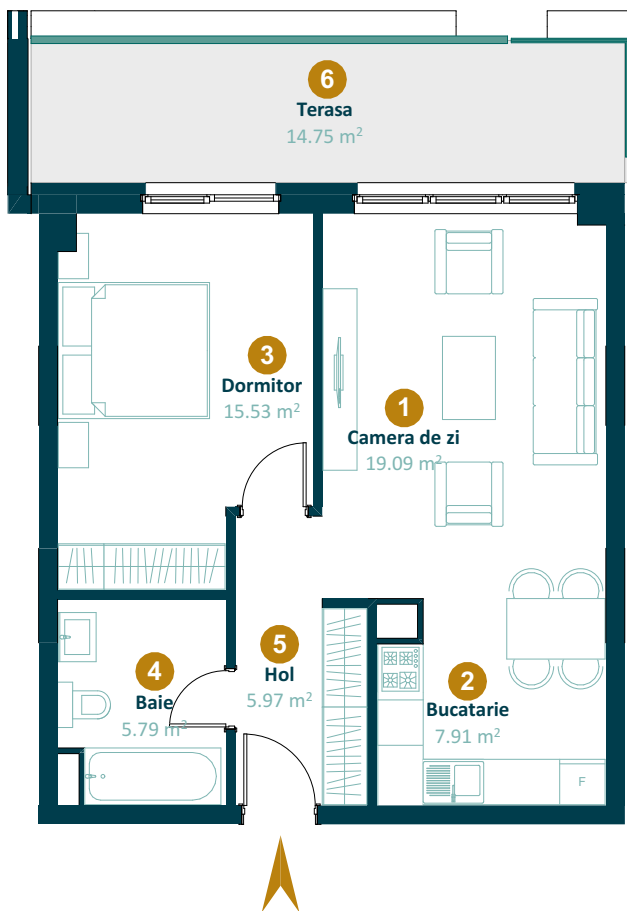 6
Terasa
14.75 m²
3
Dormitor
15.53 m²
1
Camera de zi
19.09 m²
5
Hol
5.97 m²
4
Baie
5.79 m²
2
Bucatarie
7.91 m²
F